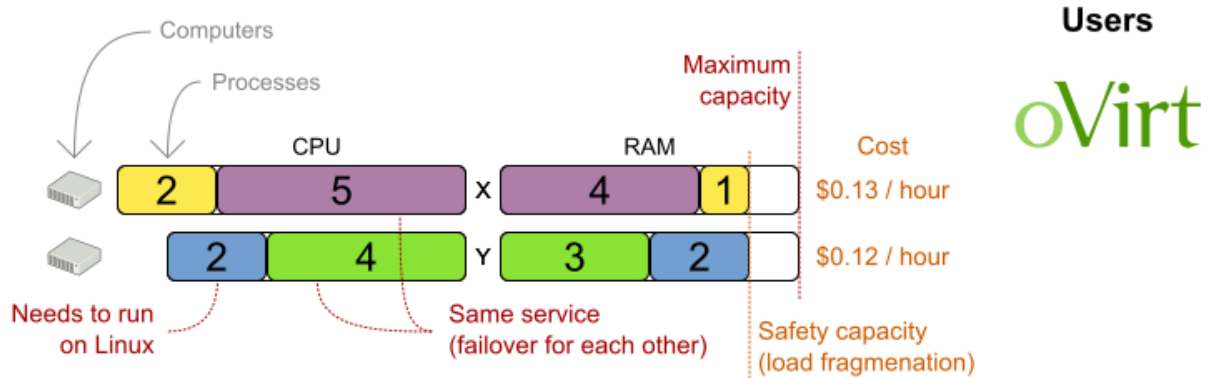 Users
oVirt
Computers
Processes
Maximum
capacity
CPU
RAM
Cost
2 5 X 4 1 $0.13 / hour
2 4 Y 3 2 $0.12 / hour
Needs to run
on Linux
Same service
(failover for each other)
Safety capacity
(load fragmenation)